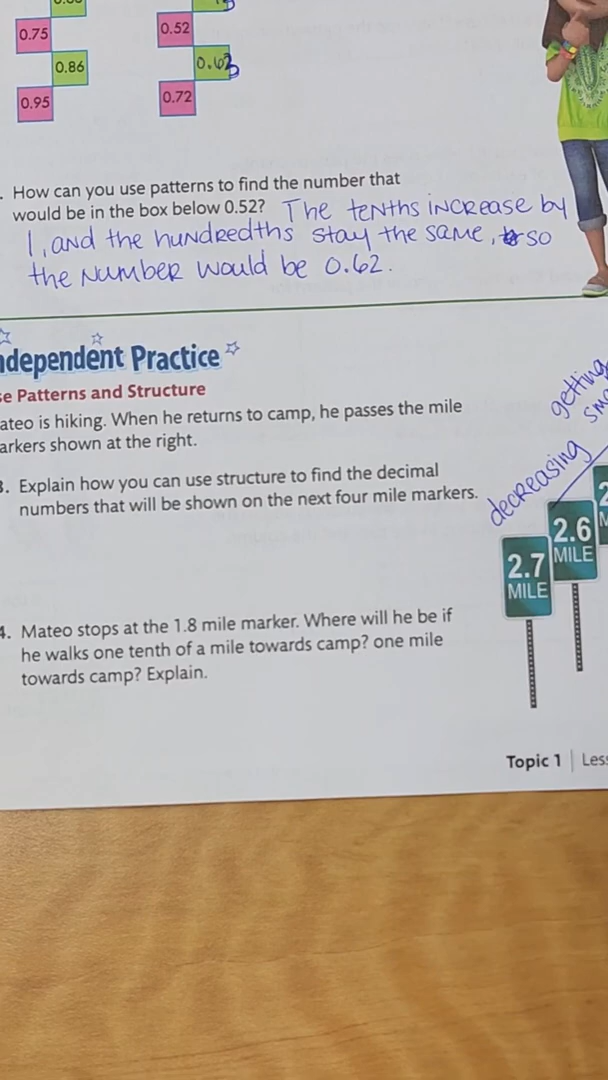 0.75
0.52
0.86
0.63
0.95
0.72
How can you use patterns to find the number that
would be in the box below 0.52? The tenths increase by
1, and the hundredths stay the same, so
the number would be 0.62.
ndependent Practice
e Patterns and Structure
ateo is hiking. When he returns to camp, he passes the mile
arkers shown at the right.
3. Explain how you can use structure to find the decimal
numbers that will be shown on the next four mile markers.
decreasing
getting
2.6
MILE
2.7
MILE
4. Mateo stops at the 1.8 mile marker. Where will he be if
he walks one tenth of a mile towards camp? one mile
towards camp? Explain.
Topic 1 | Les